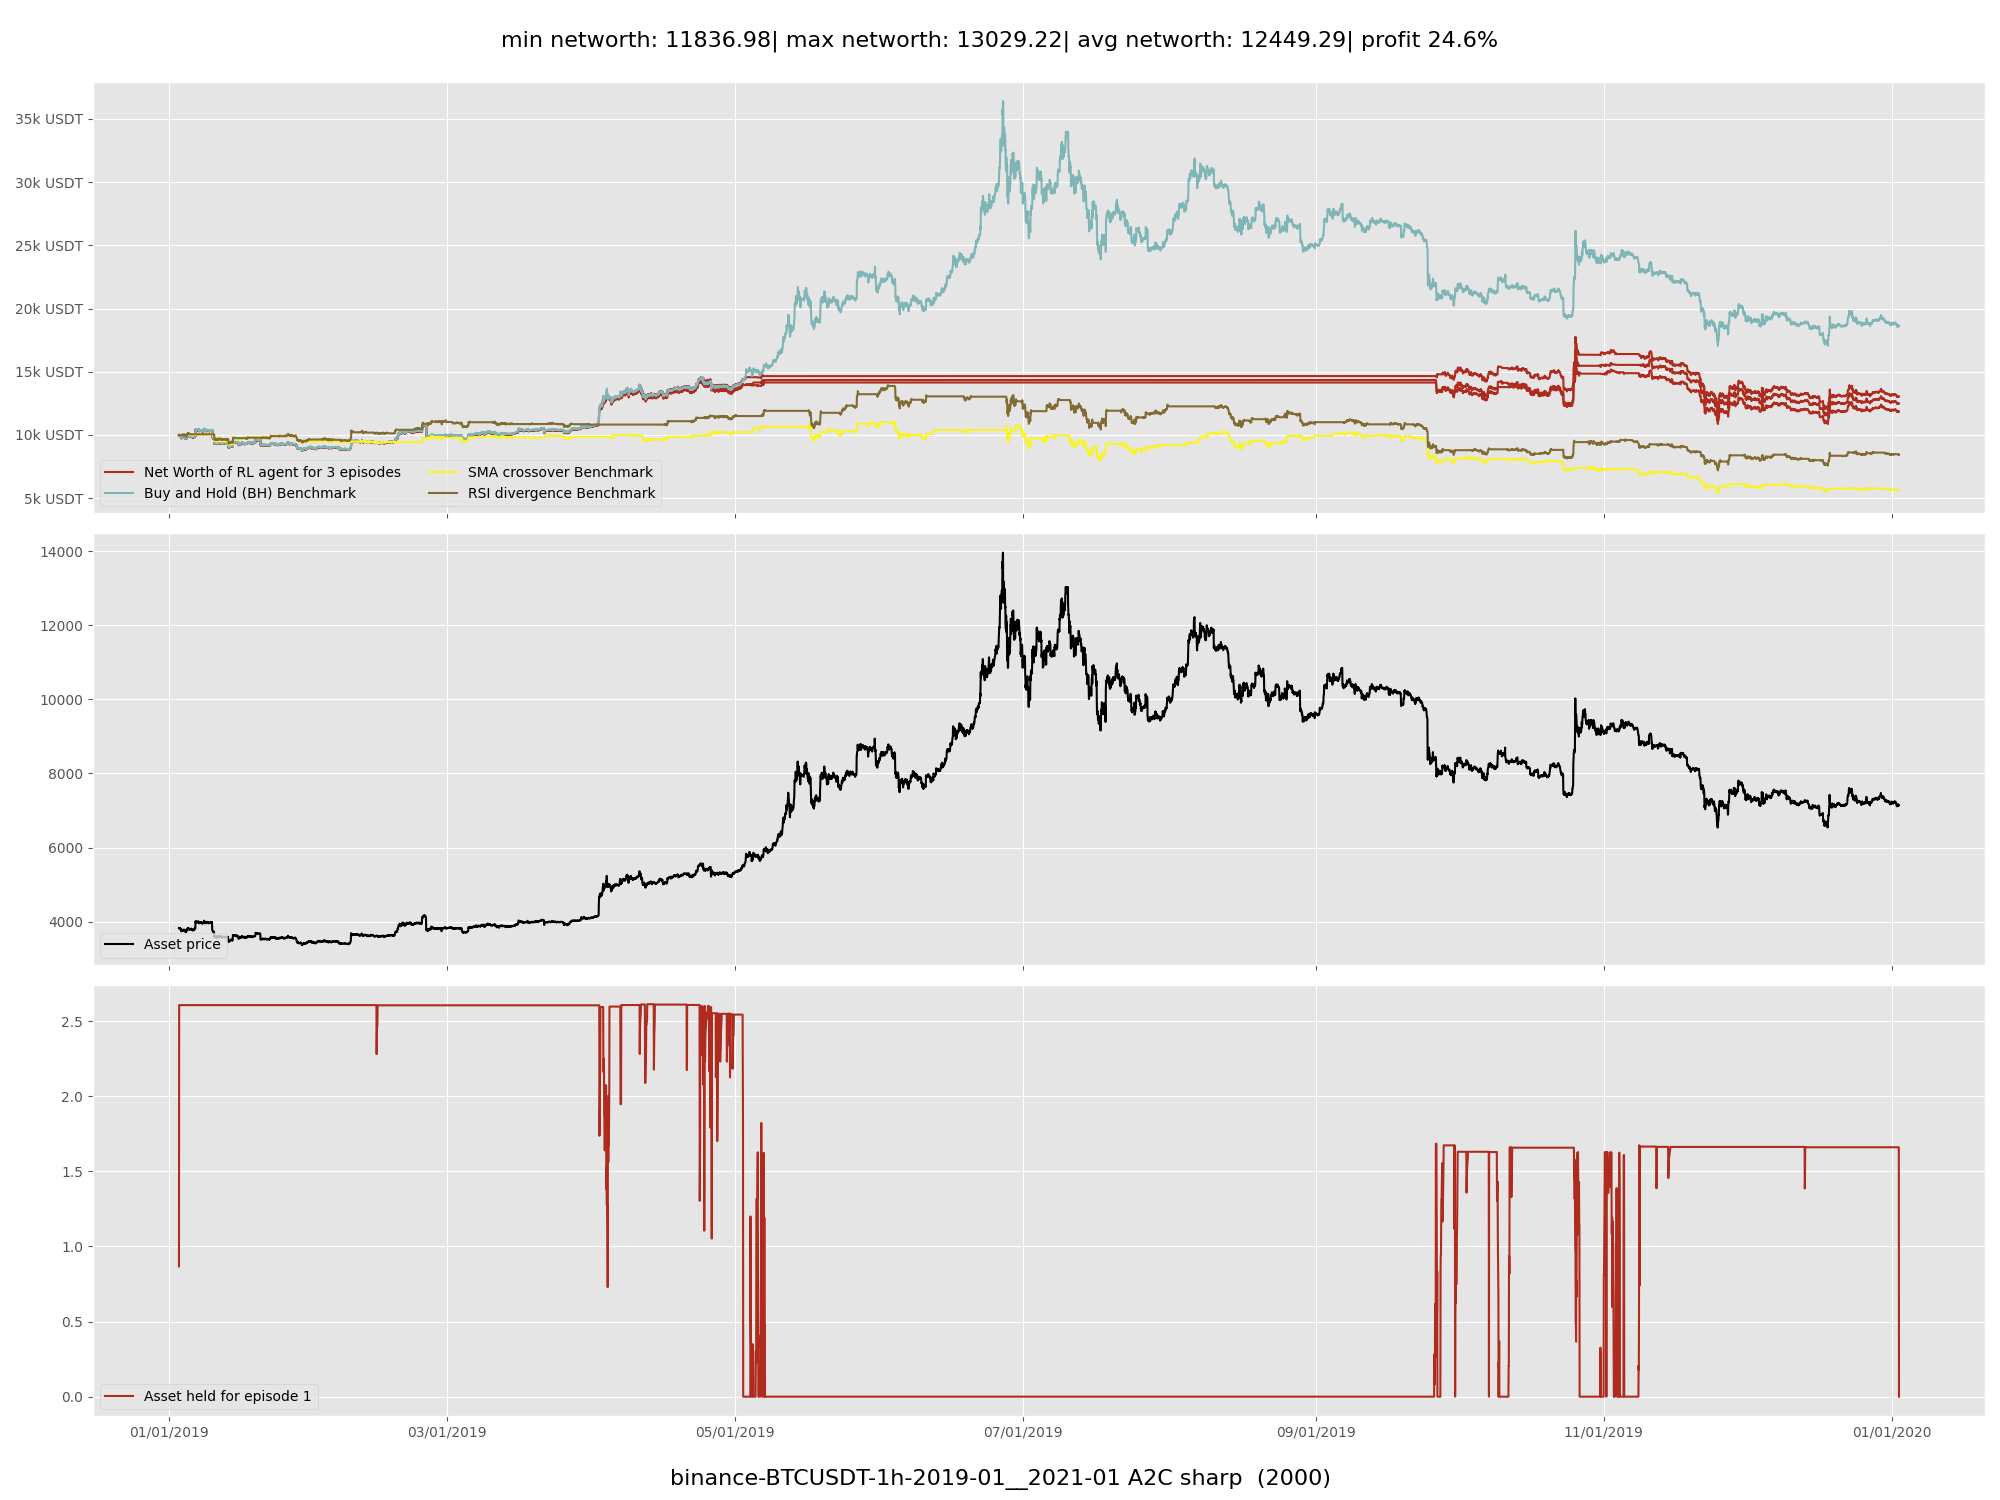 min networth: 11836.98| max networth: 13029.22| avg networth: 12449.29| profit 24.6%
35k USDT
30k USDT
25k USDT
20k USDT
15k USDT
10k USDT
5k USDT
Net Worth of RL agent for 3 episodes
Buy and Hold (BH) Benchmark
SMA crossover Benchmark
RSI divergence Benchmark
14000
12000
10000
8000
6000
4000
Asset price
2.5
2.0
1.5
1.0
0.5
0.0
Asset held for episode 1
01/01/2019 03/01/2019 05/01/2019 07/01/2019 09/01/2019 11/01/2019 01/01/2020
binance-BTCUSDT-1h-2019-01__2021-01 A2C sharp (2000)